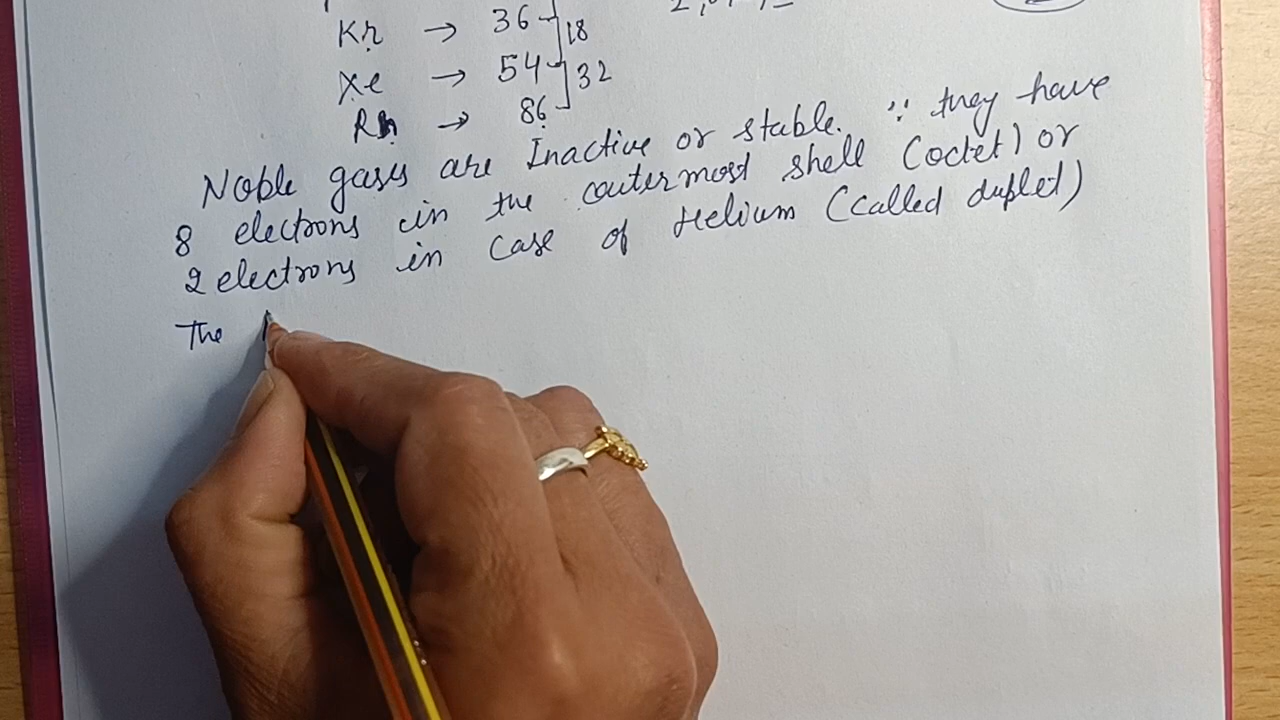 Kr → 36 ] 18
Xe → 54 ] 32
Rn → 86
Noble gases are Inactive or stable. ∵ they have
8 electrons in the outermost shell (octet) or
2 electrons in case of Helium (called duplet)
The